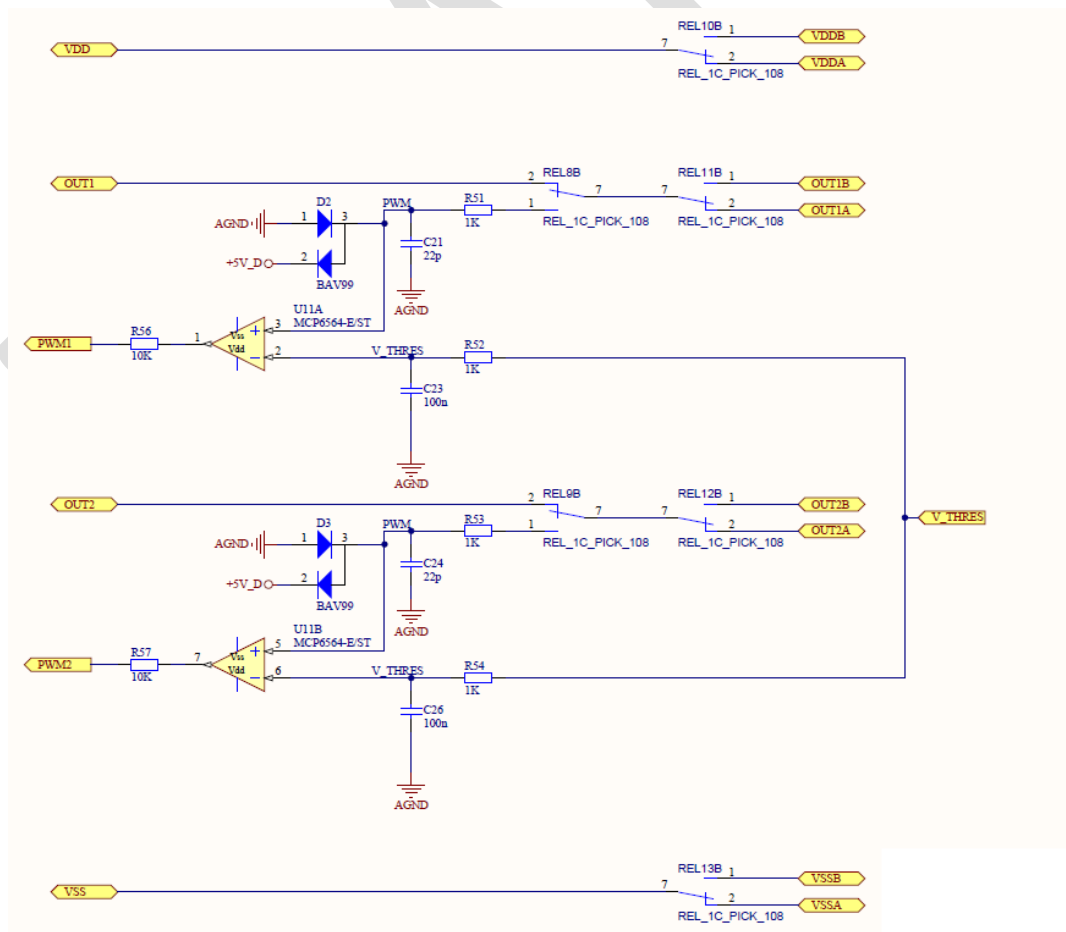 REL10B 1
VDD 7 VDDB
2 VDDA
REL_1C_PICK_108
OUT1 2 REL8B 7 7 REL11B 1 OUT1B
2 OUT1A
D2 PWM R51 1 REL_1C_PICK_108 REL_1C_PICK_108
AGND 1 3 1K
C21
22p
+5V_D 2
BAV99
AGND
U11A
MCP6564-E/ST
PWM1 R56 1 Vss + 3
10K Vdd - 2 V_THRES R52
1K
C23
100n
AGND
OUT2 2 REL9B 7 7 REL12B 1 OUT2B
V_THRES
2 OUT2A
D3 PWM R53 1 REL_1C_PICK_108 REL_1C_PICK_108
AGND 1 3 1K
C24
22p
+5V_D 2
BAV99
AGND
U11B
MCP6564-E/ST
PWM2 R57 7 Vss + 5
10K Vdd - 6 V_THRES R54
1K
C26
100n
AGND
REL13B 1
VSS 7 VSSB
2 VSSA
REL_1C_PICK_108